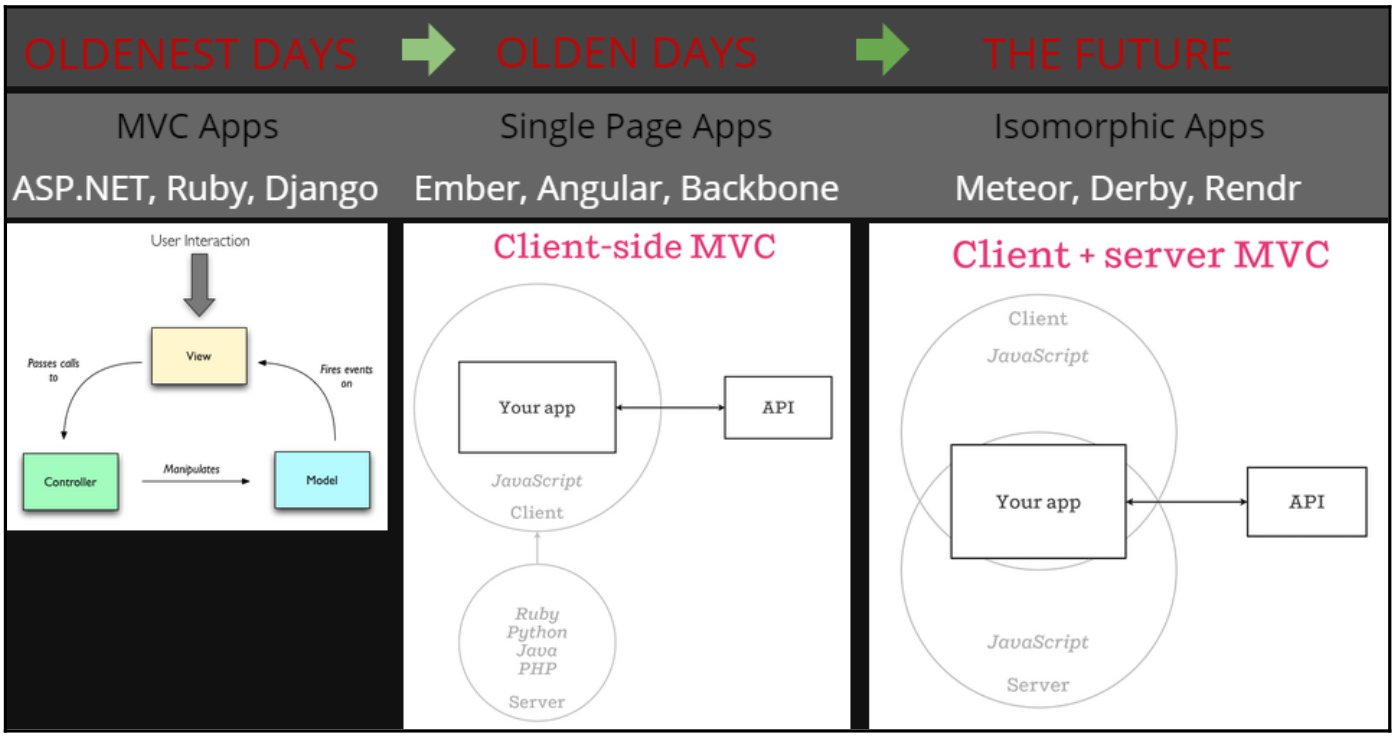 OLDENEST DAYS
OLDEN DAYS
THE FUTURE
MVC Apps
Single Page Apps
Isomorphic Apps
ASP.NET, Ruby, Django
Ember, Angular, Backbone
Meteor, Derby, Rendr
User Interaction
View
Passes calls
to
Fires events
on
Controller
Manipulates
Model
Client-side MVC
Your app
API
JavaScript
Client
Ruby
Python
Java
PHP
Server
Client + server MVC
Client
JavaScript
Your app
API
JavaScript
Server